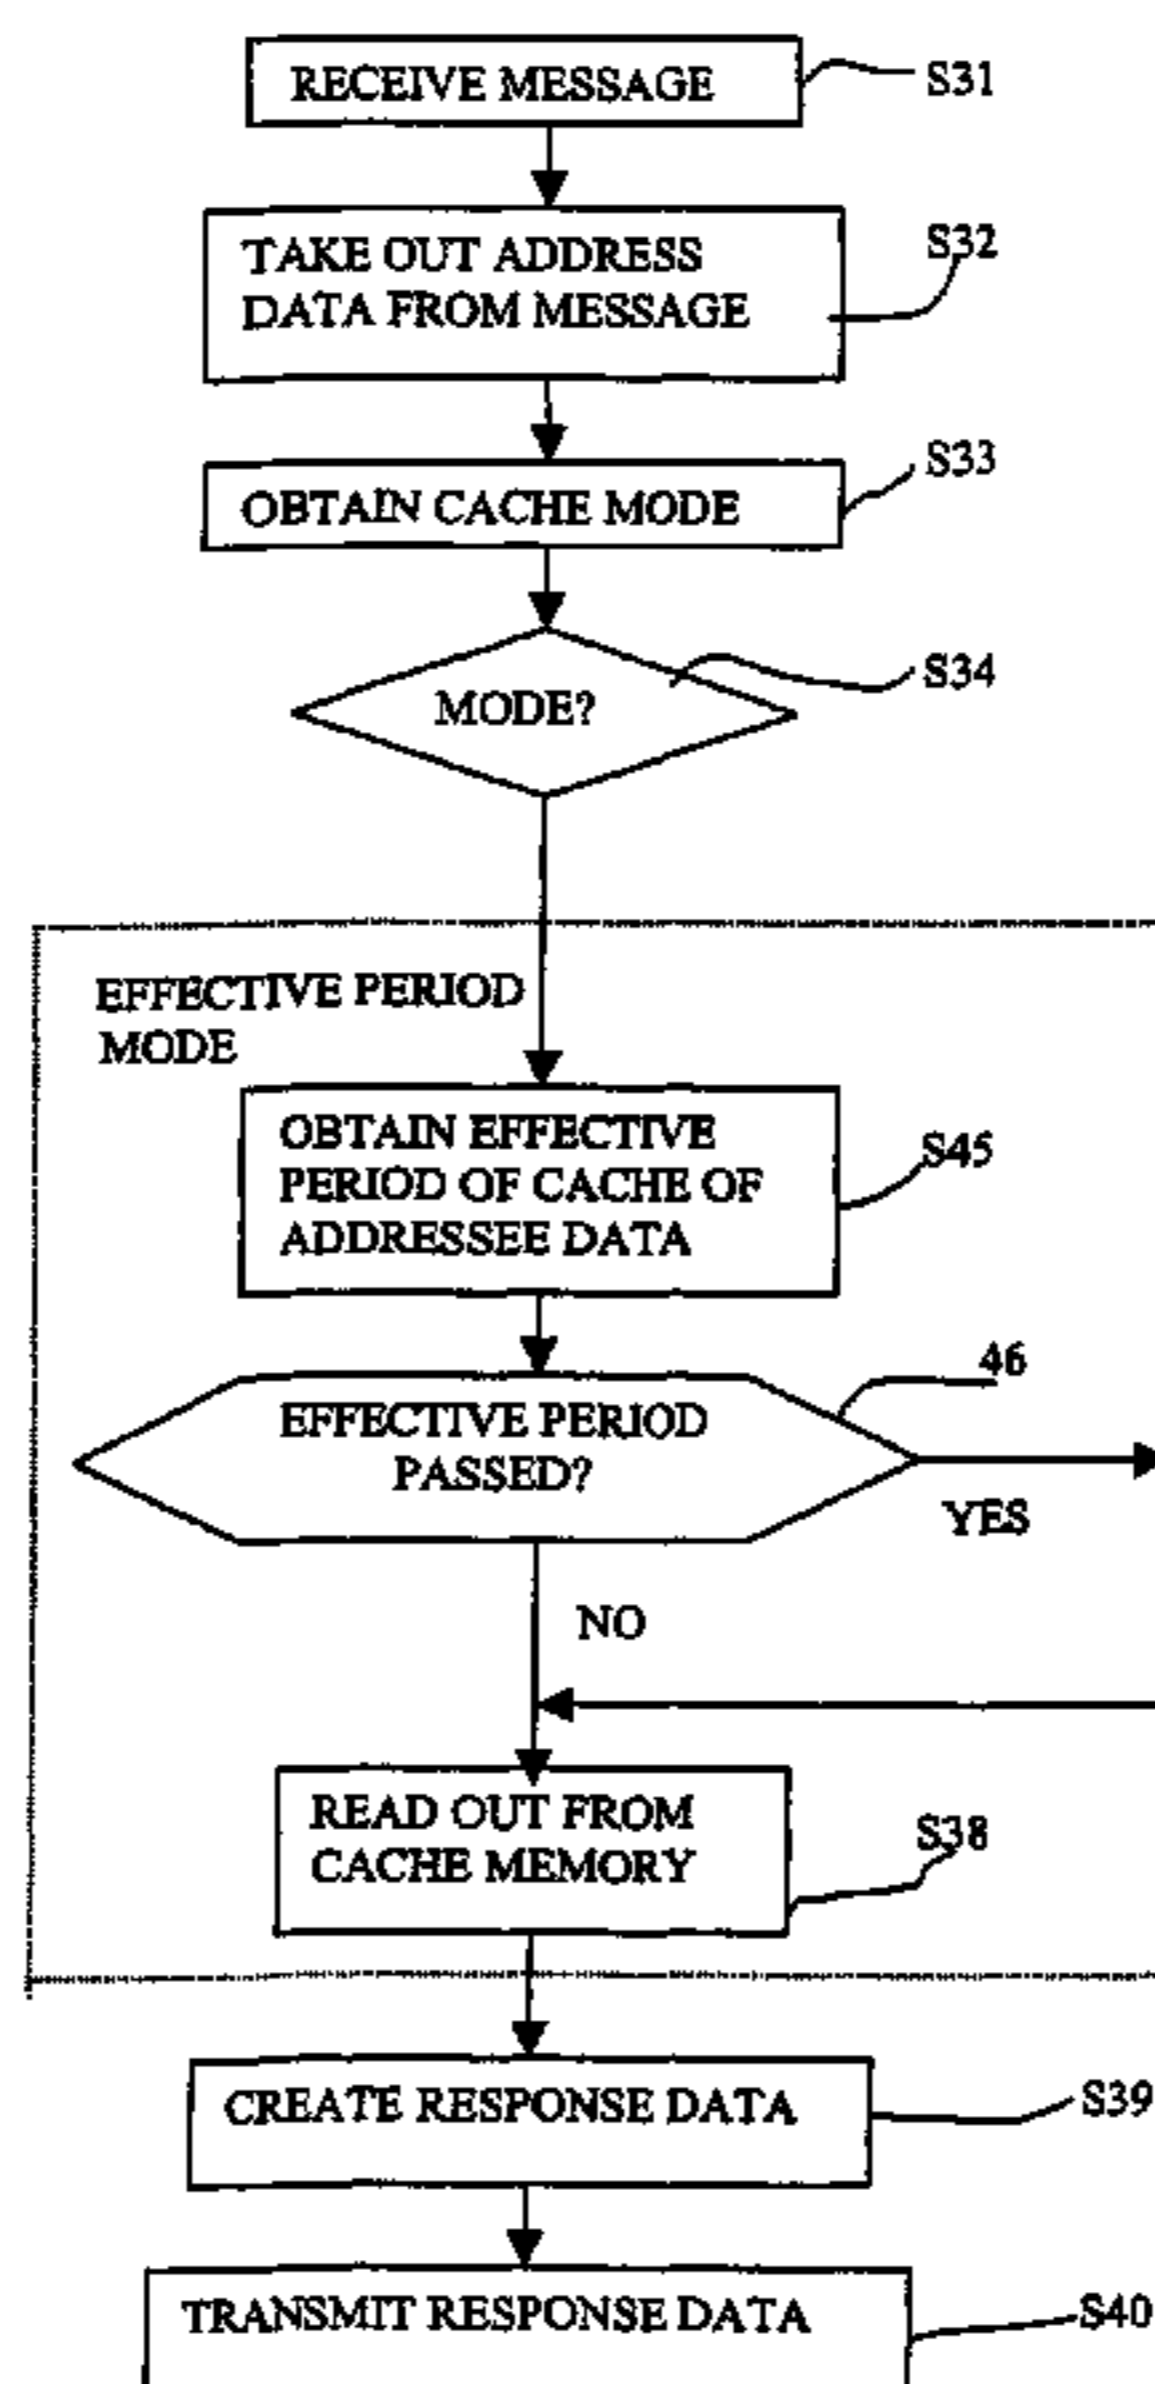 RECEIVE MESSAGE
S31
TAKE OUT ADDRESS
DATA FROM MESSAGE
S32
OBTAIN CACHE MODE
S33
MODE?
S34
EFFECTIVE PERIOD
MODE
OBTAIN EFFECTIVE
PERIOD OF CACHE OF
ADDRESSEE DATA
S45
EFFECTIVE PERIOD
PASSED?
46
YES
NO
READ OUT FROM
CACHE MEMORY
S38
CREATE RESPONSE DATA
S39
TRANSMIT RESPONSE DATA
S40